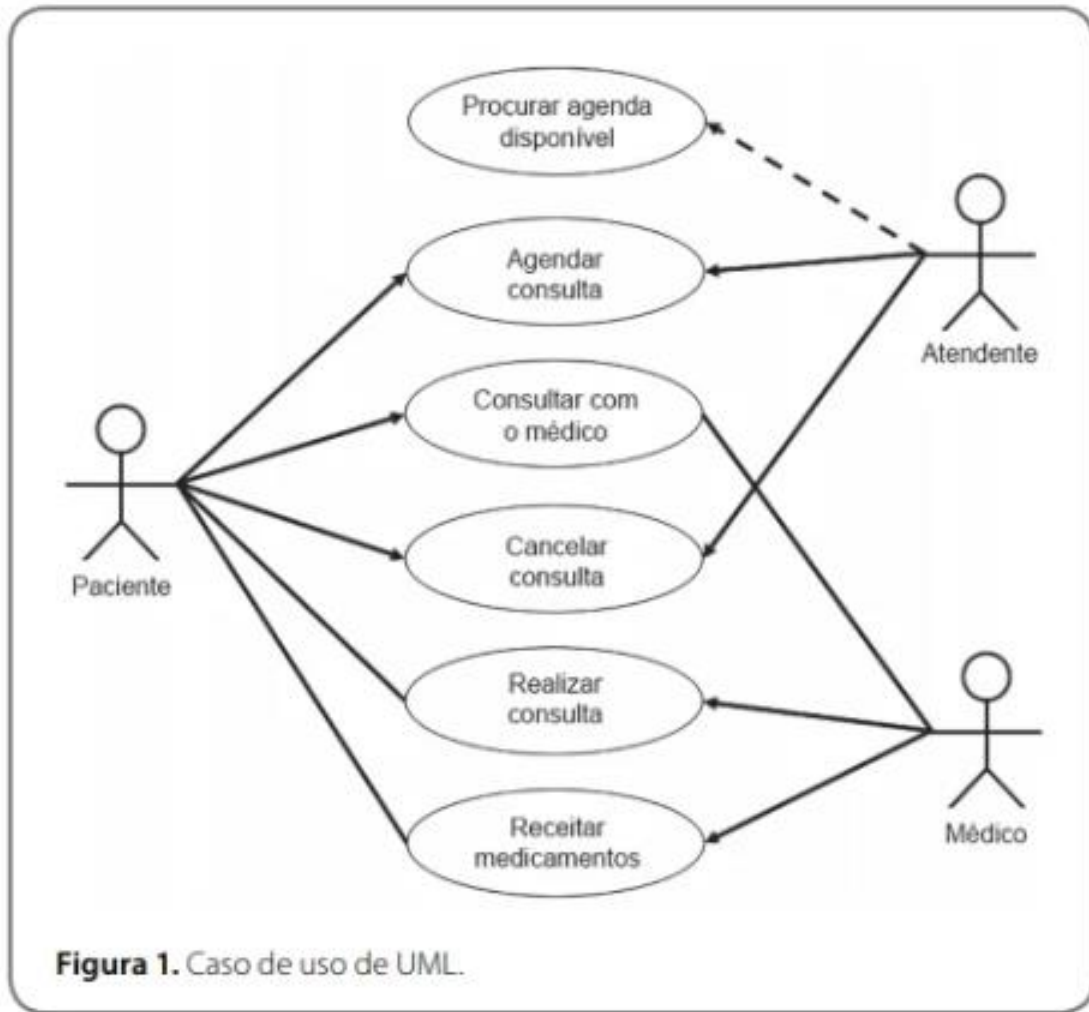 Procurar agenda
disponível
Agendar
consulta
Atendente
Consultar com
o médico
Paciente
Cancelar
consulta
Realizar
consulta
Médico
Receitar
medicamentos
Figura 1. Caso de uso de UML.